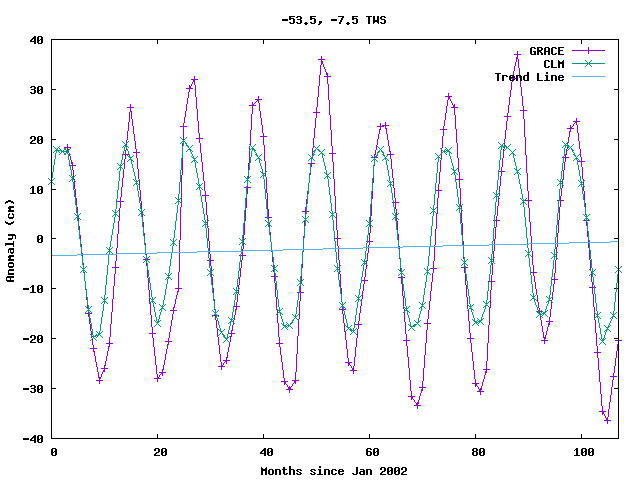 -53.5, -7.5 TWS
GRACE
CLM
Trend Line
40
30
20
10
0
-10
-20
-30
-40
Anomaly (cm)
0 20 40 60 80 100
Months since Jan 2002